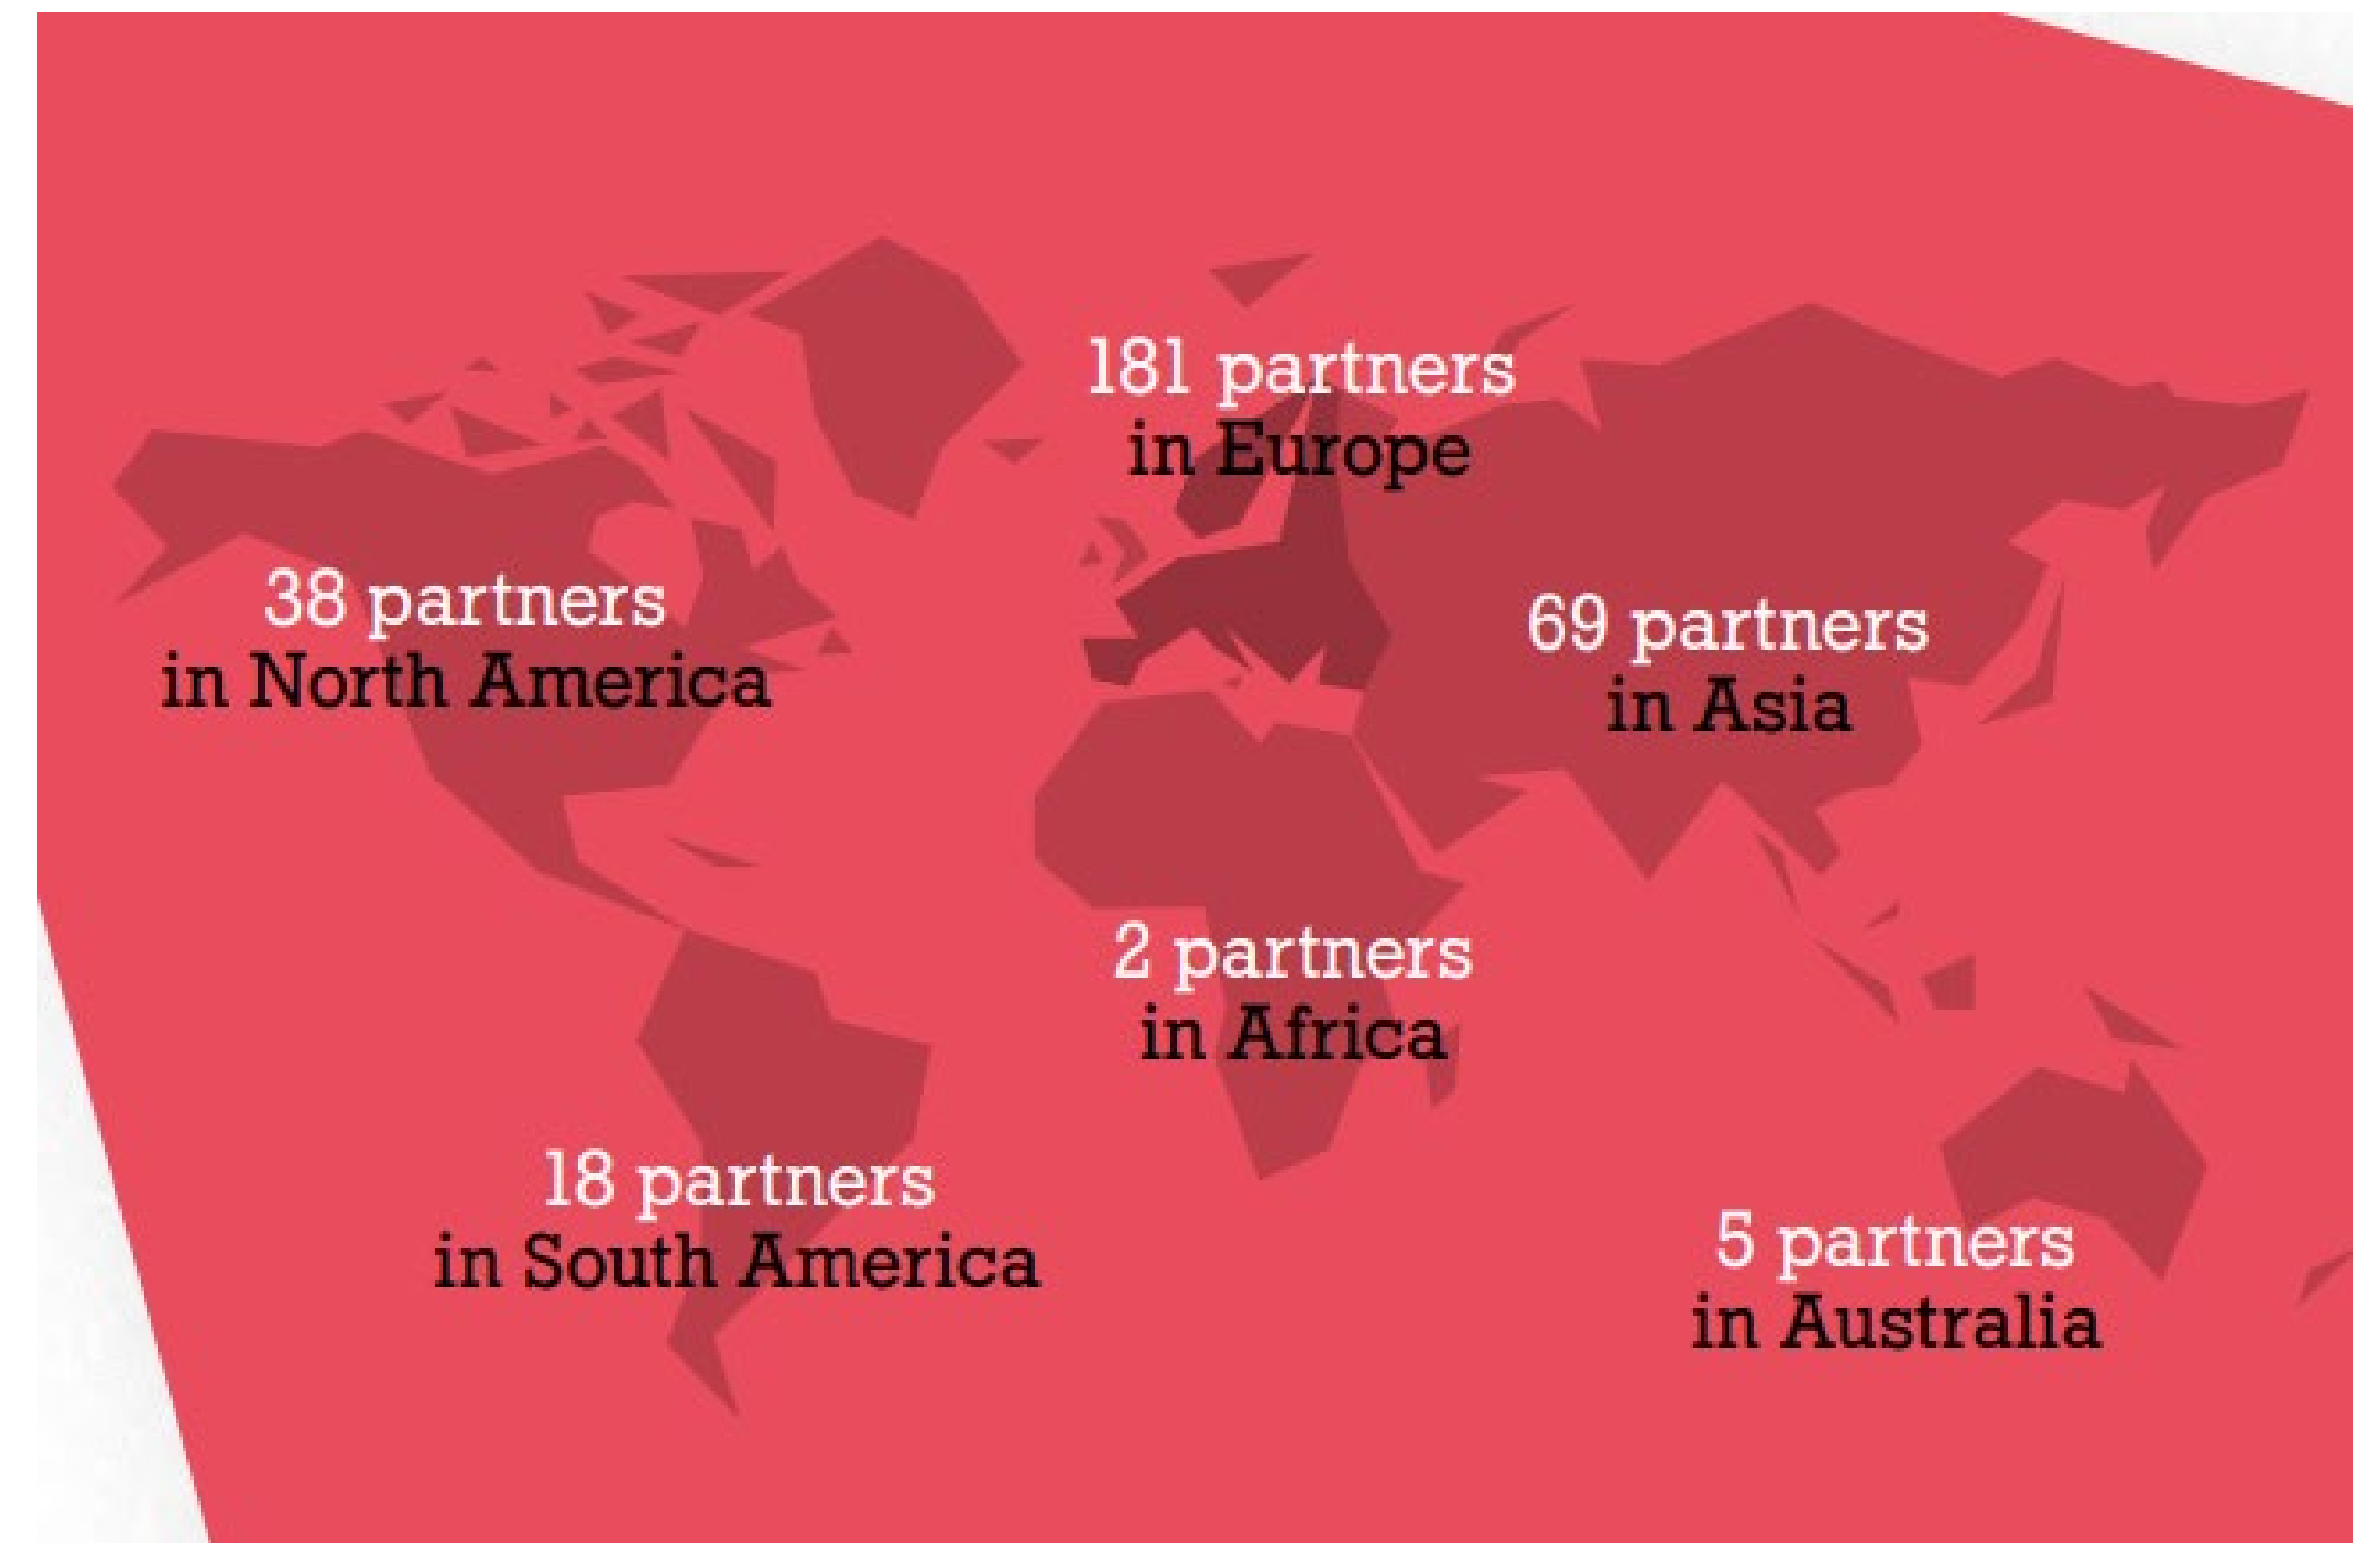 181 partners
in Europe
38 partners
in North America
69 partners
in Asia
2 partners
in Africa
18 partners
in South America
5 partners
in Australia